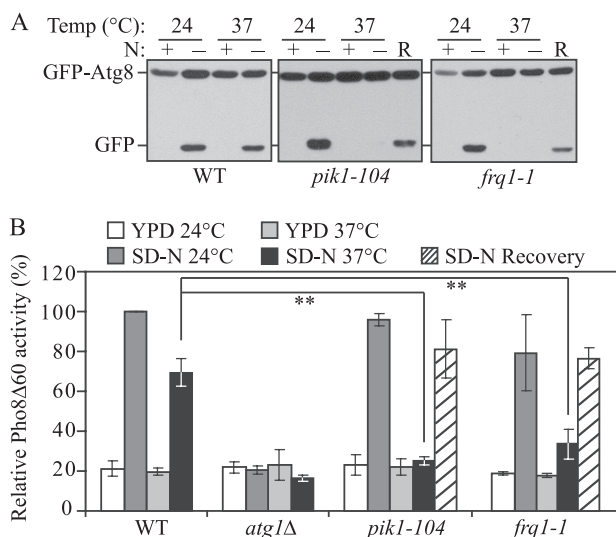 A
Temp (°C): 24 37 24 37 24 37
N: + – + – + – + – R + – + – R
GFP-Atg8
GFP
WT pik1-104 frq1-1
B
YPD 24°C YPD 37°C
SD-N 24°C SD-N 37°C SD-N Recovery
Relative Pho8Δ60 activity (%)
120
100
80
60
40
20
0
** **
WT atg1Δ pik1-104 frq1-1